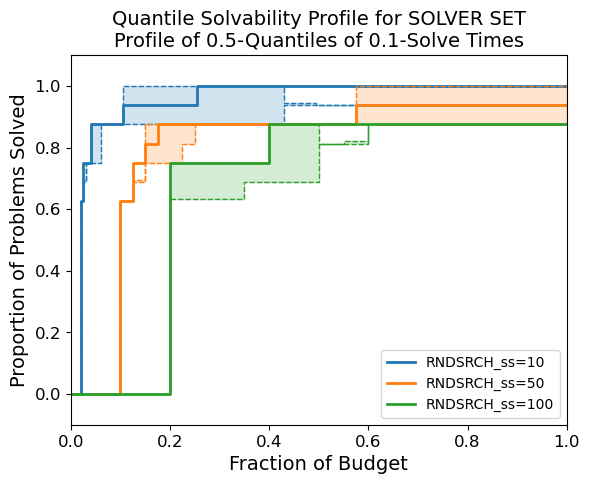 Quantile Solvability Profile for SOLVER SET
Profile of 0.5-Quantiles of 0.1-Solve Times
Proportion of Problems Solved
1.0
0.8
0.6
0.4
0.2
0.0
RNDSRCH_ss=10
RNDSRCH_ss=50
RNDSRCH_ss=100
0.0 0.2 0.4 0.6 0.8 1.0
Fraction of Budget